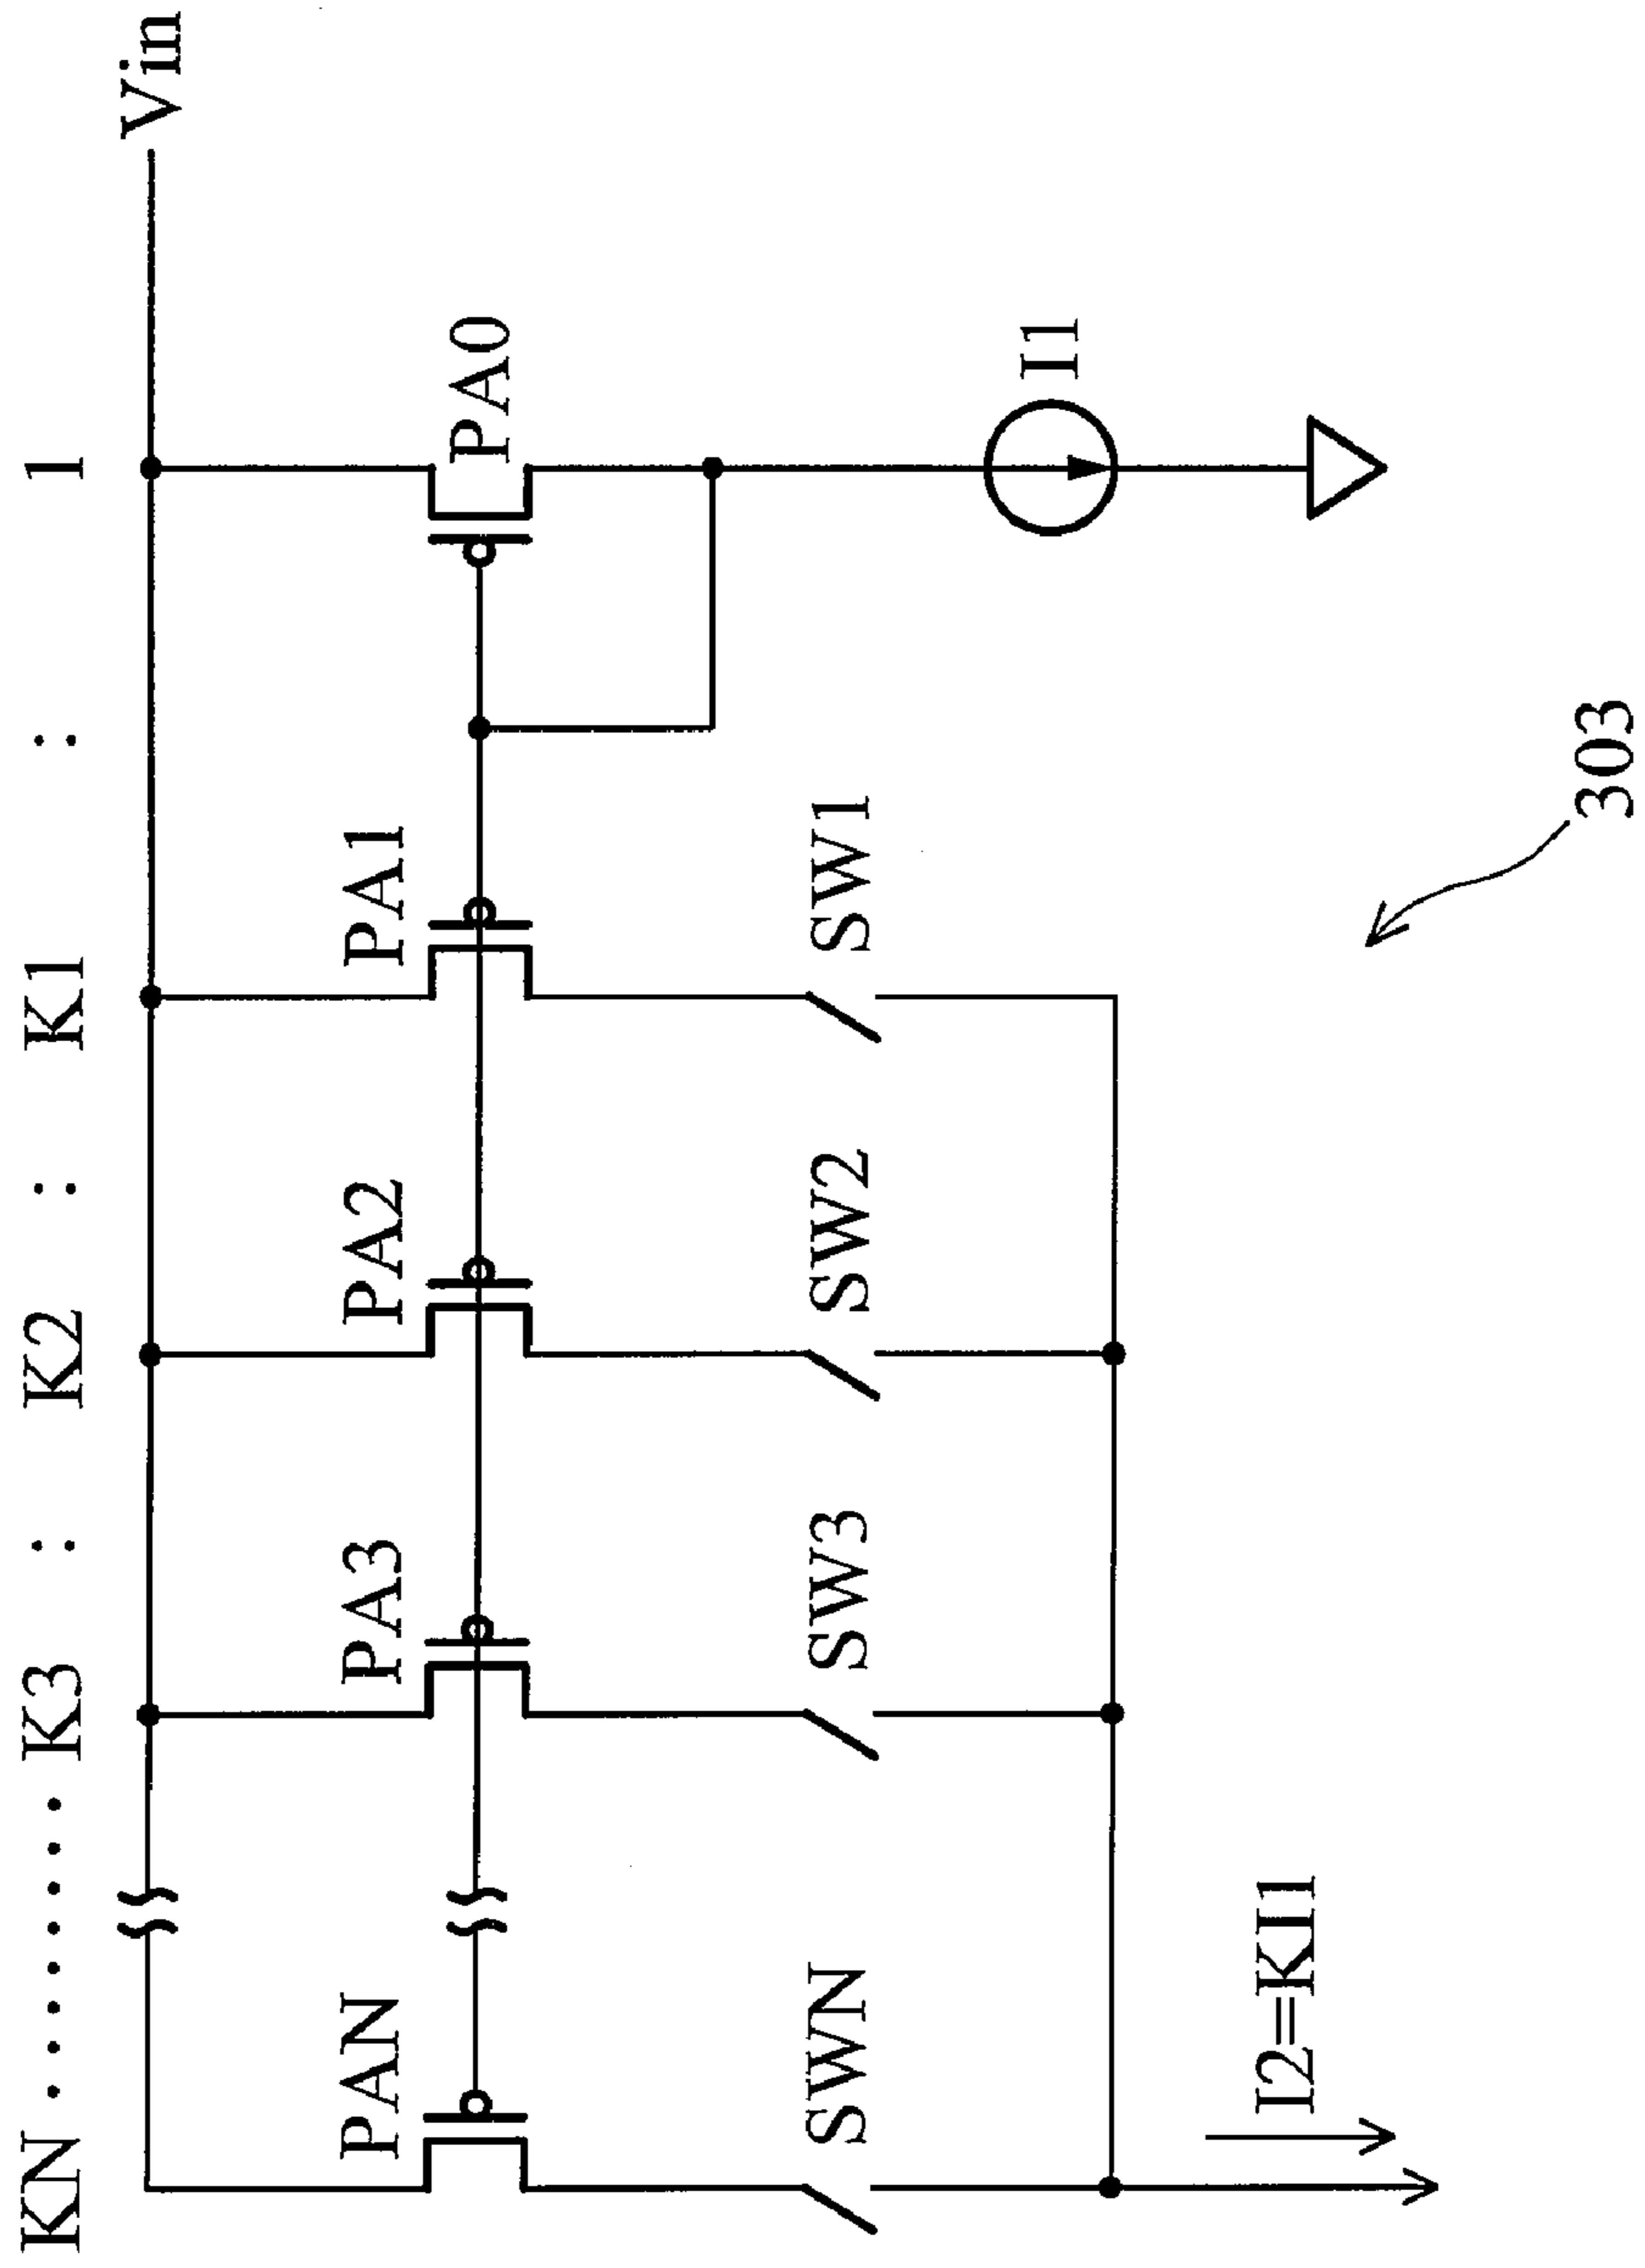 KN ········ K3 : K2 : K1 : 1
Vin
PAN
PA3
PA2
PA1
PA0
SWN
SW3
SW2
SW1
I1
I2=KI1
303